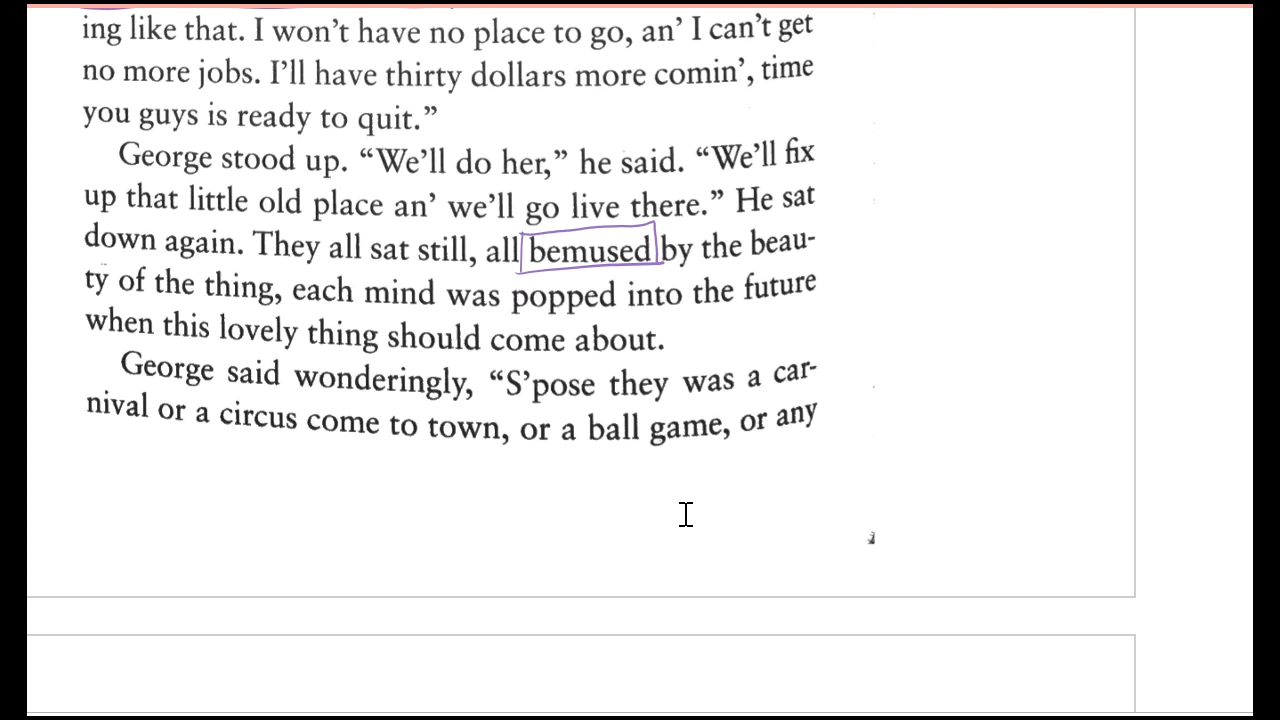 ing like that. I won’t have no place to go, an’ I can’t get
no more jobs. I’ll have thirty dollars more comin’, time
you guys is ready to quit.”
George stood up. “We’ll do her,” he said. “We’ll fix
up that little old place an’ we’ll go live there.” He sat
down again. They all sat still, all bemused by the beau-
ty of the thing, each mind was popped into the future
when this lovely thing should come about.
George said wonderingly, “S’pose they was a car-
nival or a circus come to town, or a ball game, or any